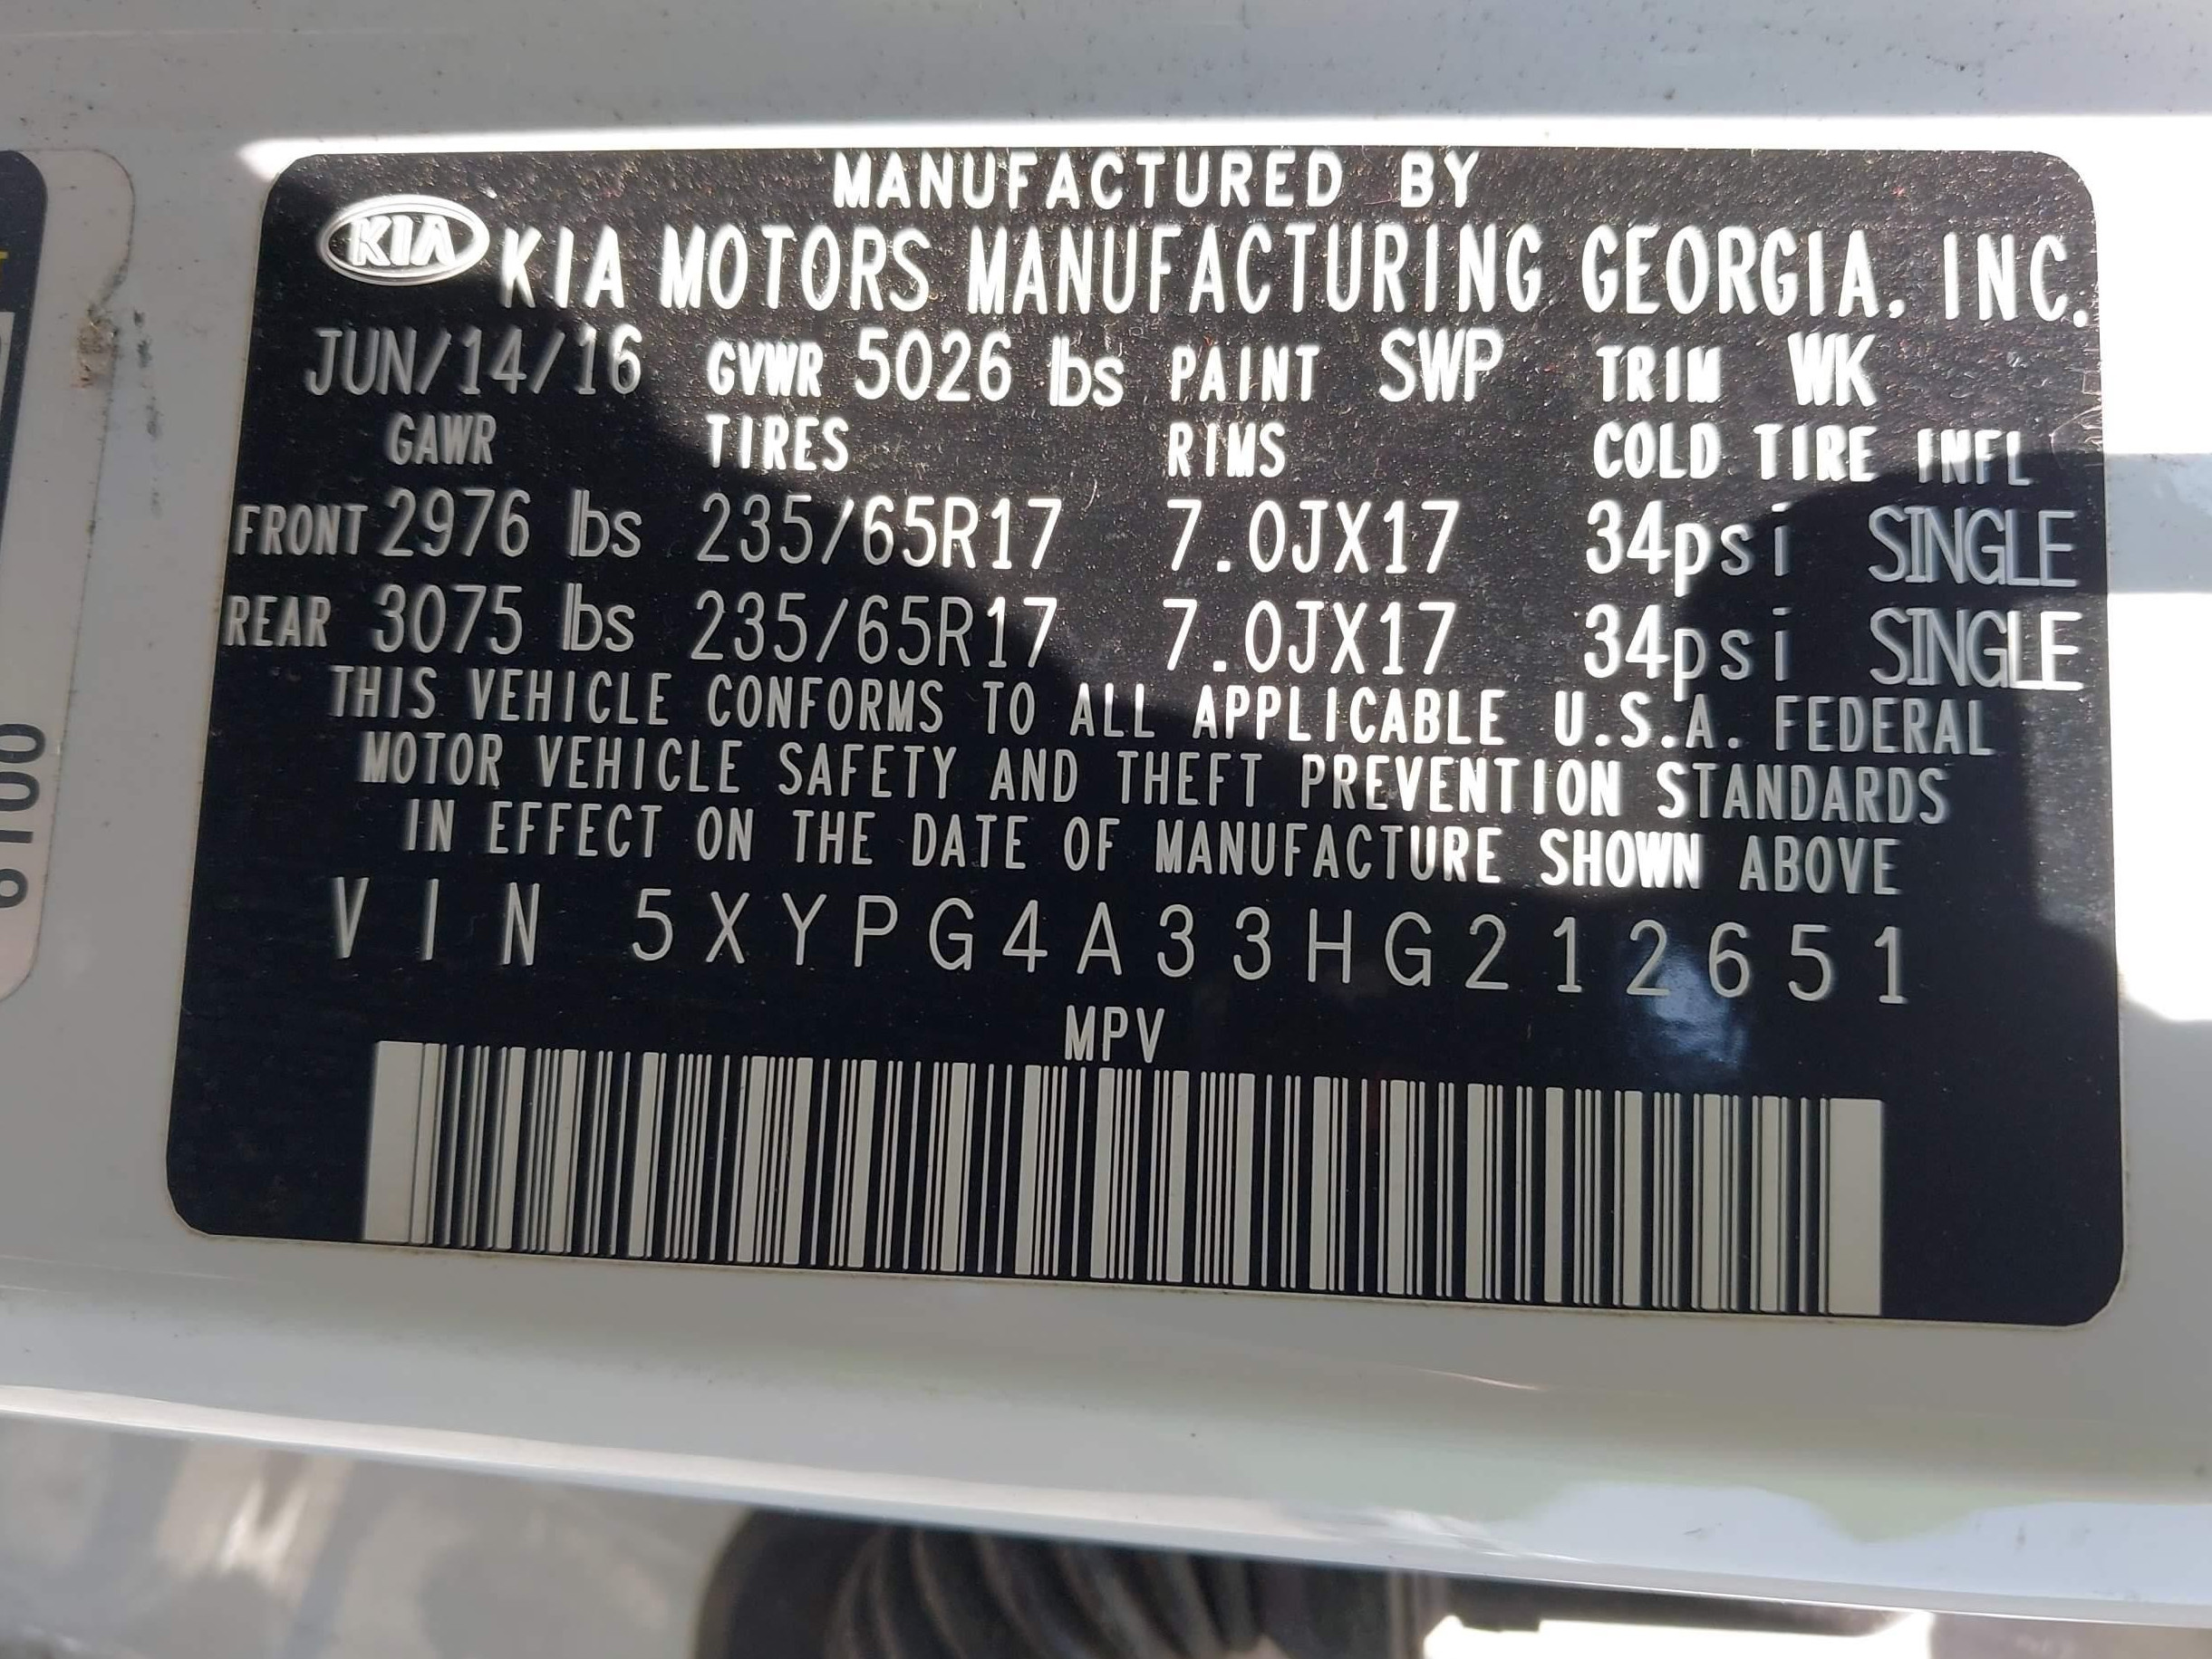 MANUFACTURED BY
KIA KIA MOTORS MANUFACTURING GEORGIA, INC.
JUN/14/16 GVWR 5026 lbs PAINT SWP TRIM WK
GAWR TIRES RIMS COLD TIRE INFL
FRONT 2976 lbs 235/65R17 7.0JX17 34psi SINGLE
REAR 3075 lbs 235/65R17 7.0JX17 34psi SINGLE
THIS VEHICLE CONFORMS TO ALL APPLICABLE U.S.A. FEDERAL
MOTOR VEHICLE SAFETY AND THEFT PREVENTION STANDARDS
IN EFFECT ON THE DATE OF MANUFACTURE SHOWN ABOVE
VIN 5XYPG4A33HG212651
MPV